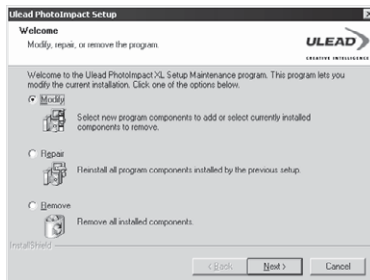 Ulead PhotoImpact Setup
Welcome
Modify, repair, or remove the program.
ULEAD
CREATIVE INTELLIGENCE
Welcome to the Ulead PhotoImpact XL Setup Maintenance program. This program lets you
modify the current installation. Click one of the options below.
Modify
Select new program components to add or select currently installed
components to remove.
Repair
Reinstall all program components installed by the previous setup.
Remove
Remove all installed components.
InstallShield
< Back
Next >
Cancel